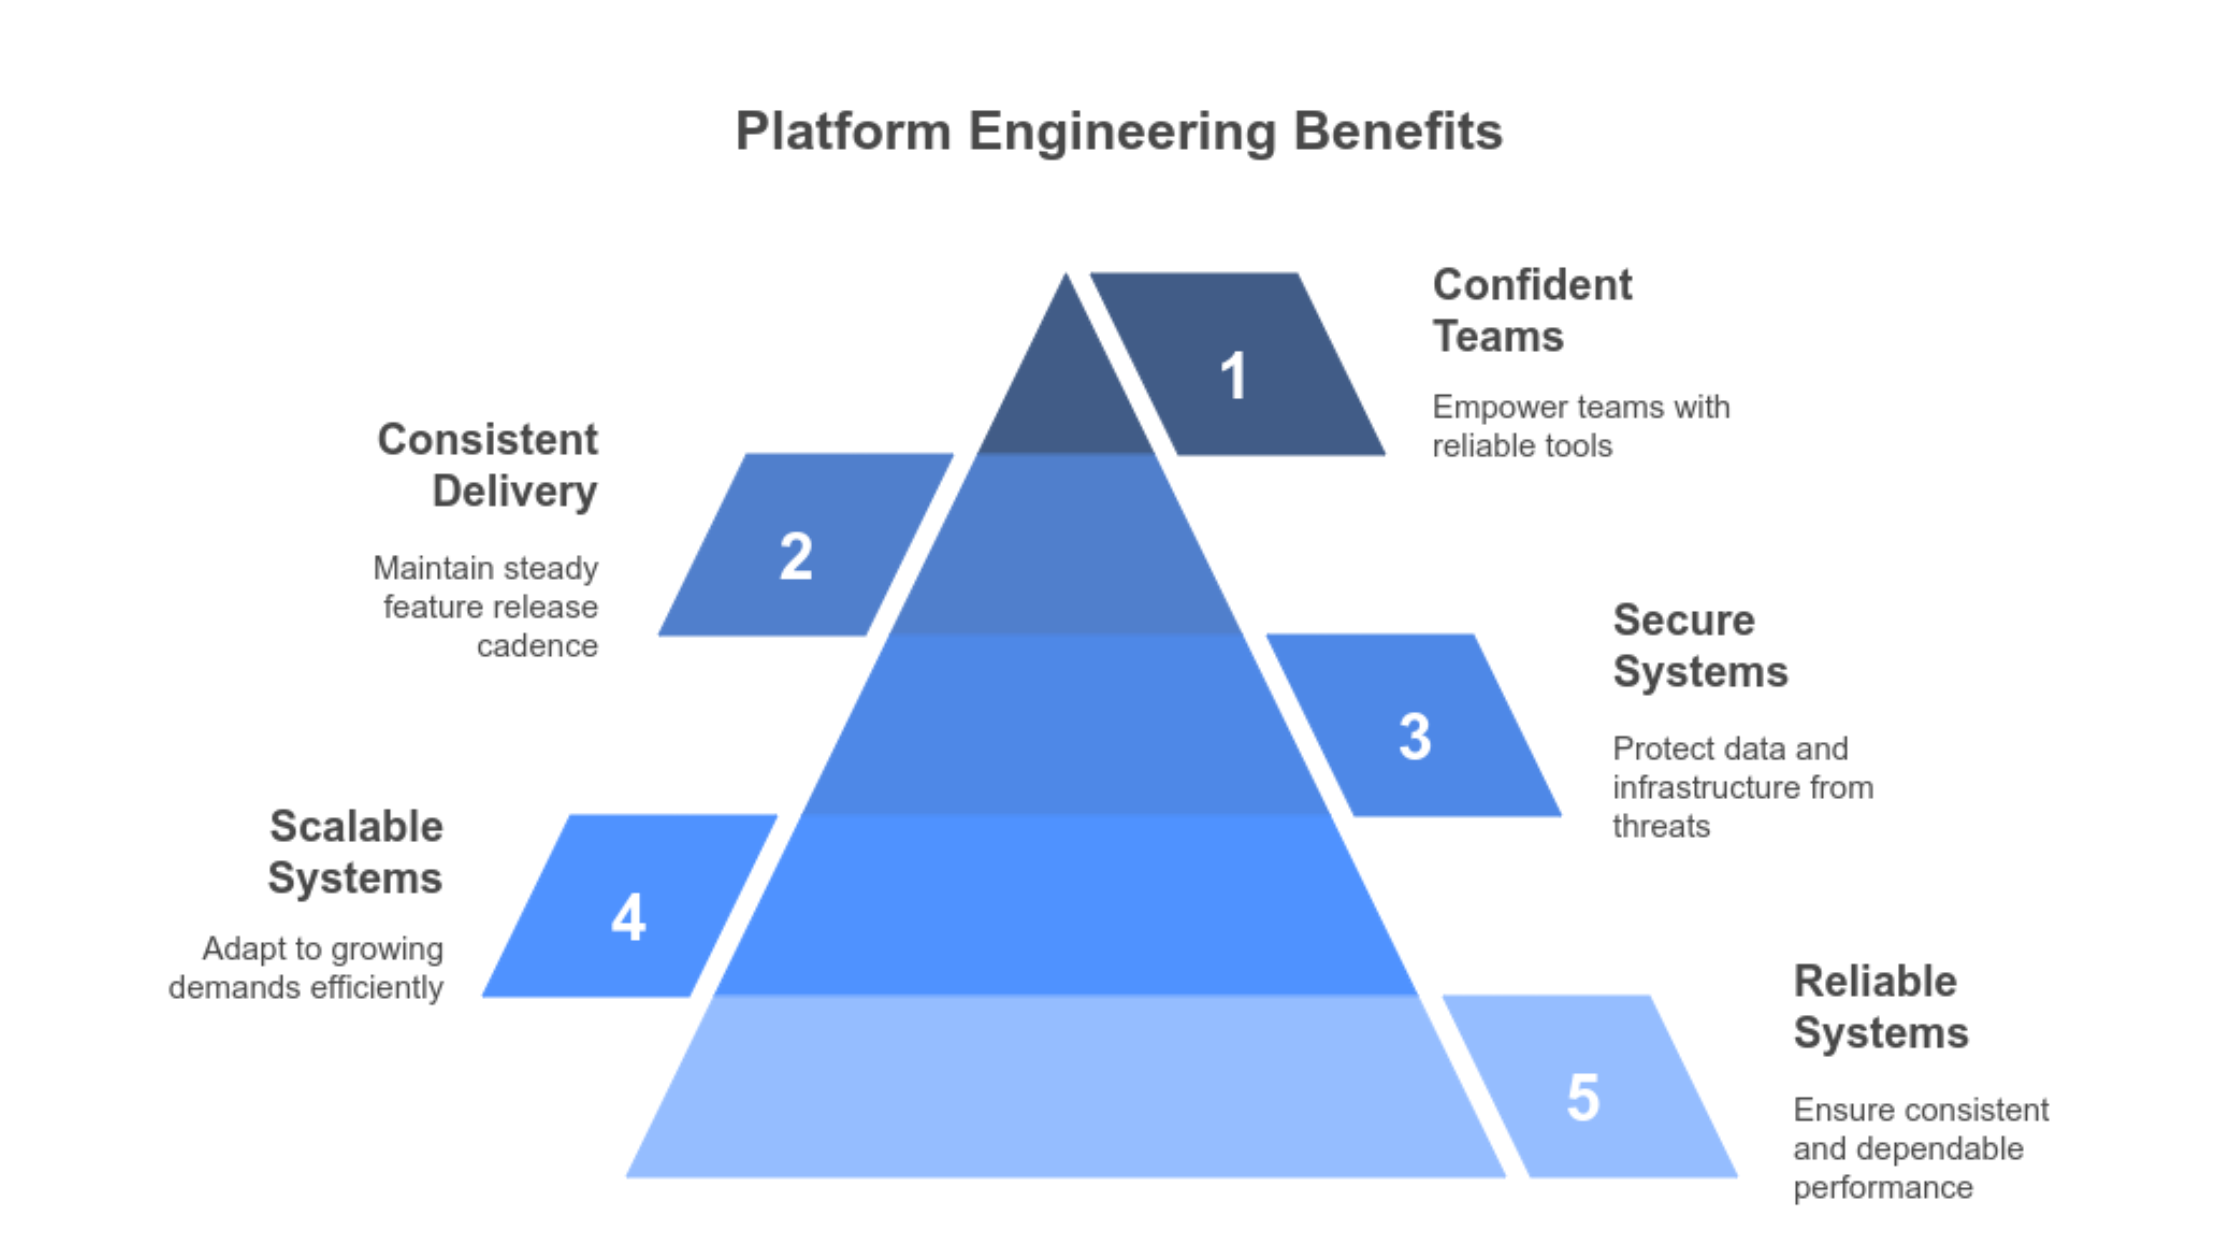 Platform Engineering Benefits
1
Confident
Teams
Empower teams with
reliable tools
Consistent
Delivery
Maintain steady
feature release
cadence
2
3
Secure
Systems
Protect data and
infrastructure from
threats
Scalable
Systems
Adapt to growing
demands efficiently
4
5
Reliable
Systems
Ensure consistent
and dependable
performance